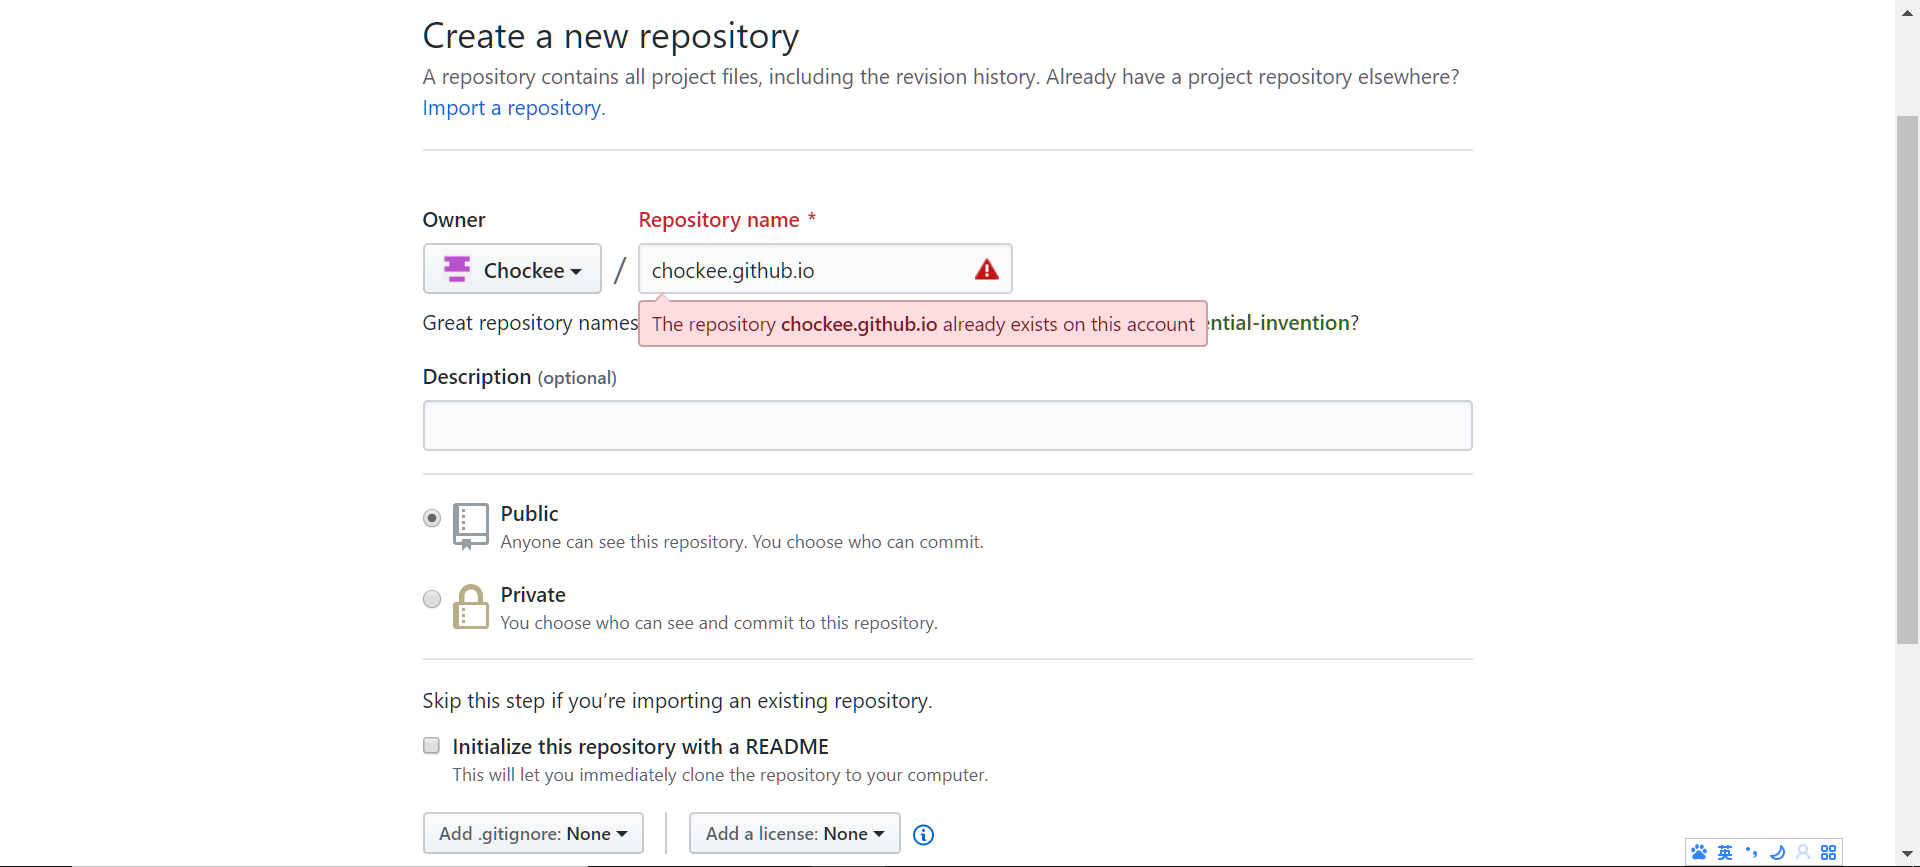 Create a new repository
A repository contains all project files, including the revision history. Already have a project repository elsewhere?
Import a repository.
Owner
Repository name *
Chockee
/
chockee.github.io
Great repository names
The repository chockee.github.io already exists on this account
ntial-invention?
Description (optional)
Public
Anyone can see this repository. You choose who can commit.
Private
You choose who can see and commit to this repository.
Skip this step if you’re importing an existing repository.
Initialize this repository with a README
This will let you immediately clone the repository to your computer.
Add .gitignore: None
Add a license: None
英